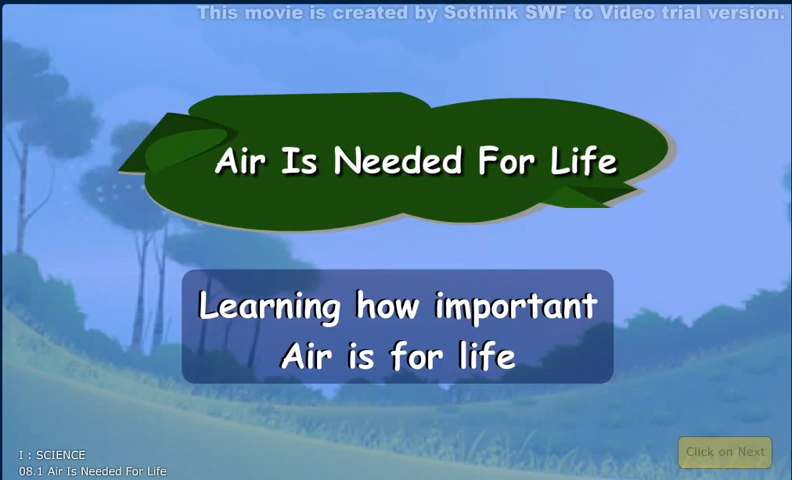 This movie is created by Sothink SWF to Video trial version.
Air Is Needed For Life
Learning how important
Air is for life
I : SCIENCE
08.1 Air Is Needed For Life
Click on Next